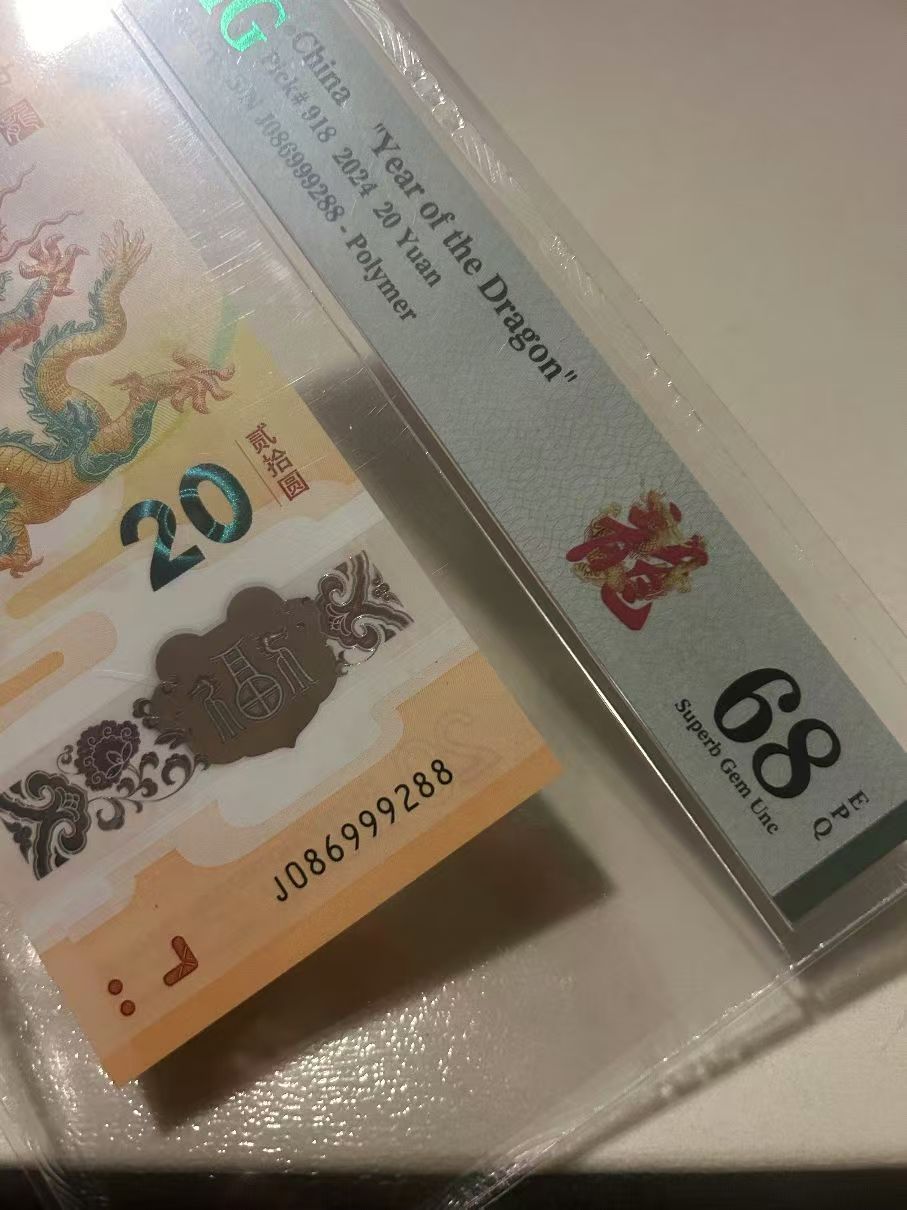 China
"Year of the Dragon"
Pick# 918 2024 20 Yuan
S/N J086999288 - Polymer
68
EPQ
Superb Gem Unc
20
贰拾圆
J086999288